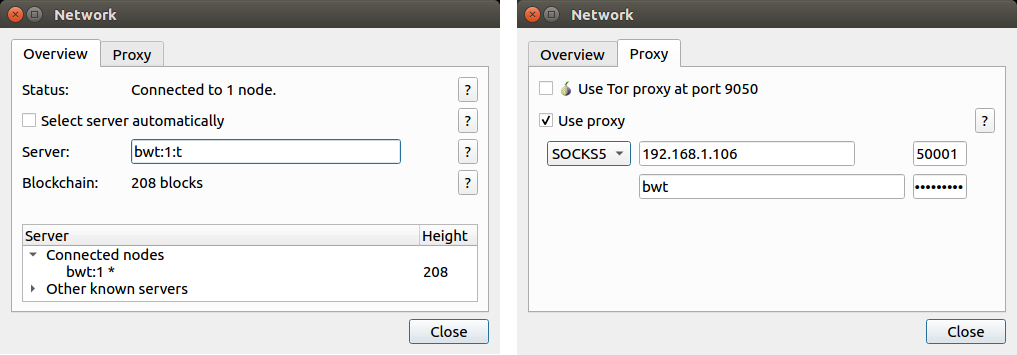 Network
Overview Proxy
Status: Connected to 1 node. ?
Select server automatically ?
Server: bwt:1:t ?
Blockchain: 208 blocks ?
Server Height
Connected nodes
bwt:1 * 208
Other known servers
Close
Network
Overview Proxy
Use Tor proxy at port 9050
Use proxy ?
SOCKS5 192.168.1.106 50001
bwt •••••••••
Close